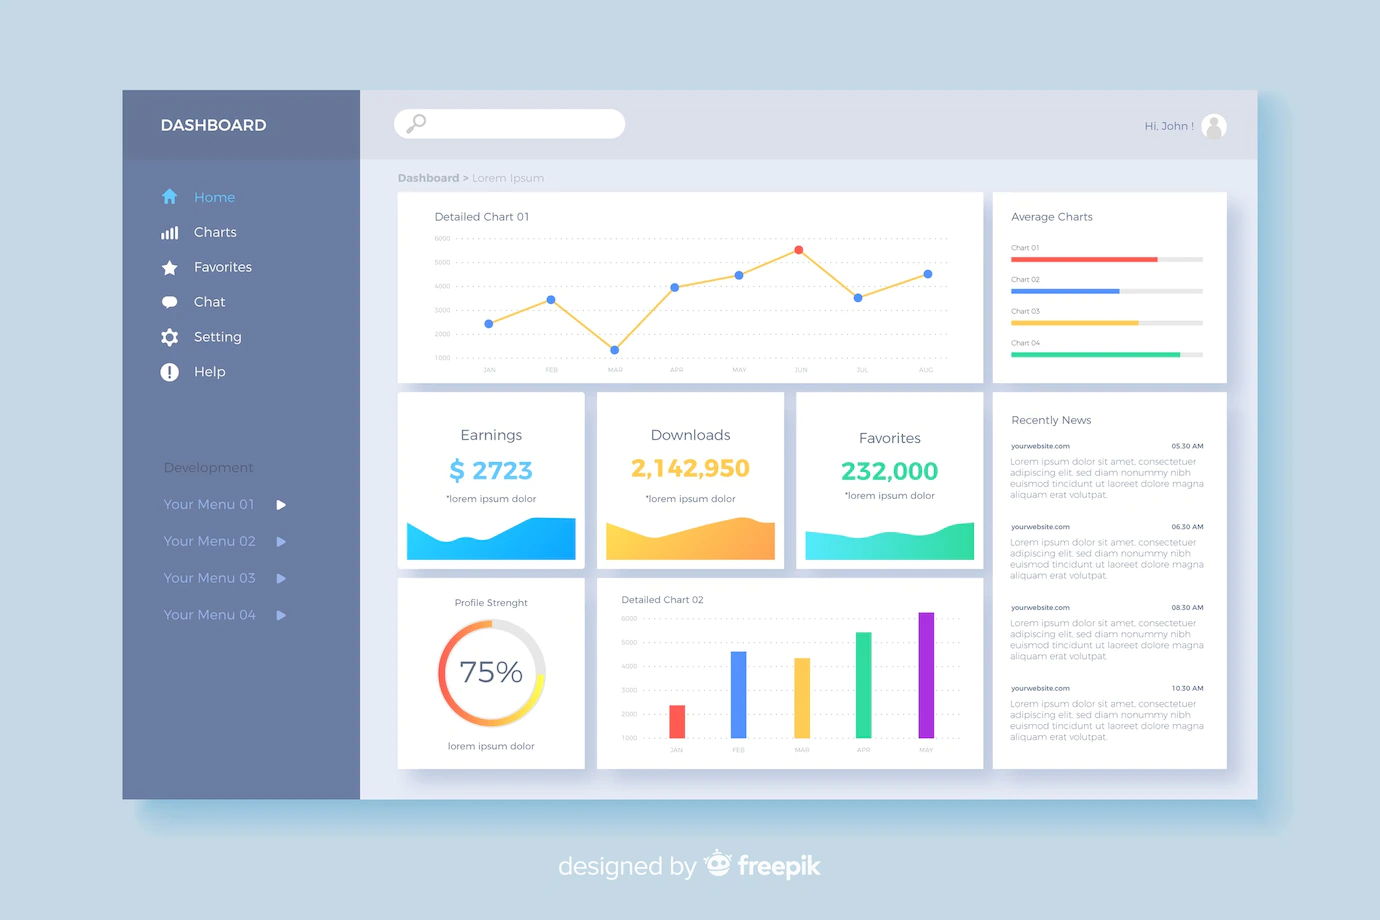 DASHBOARD
Hi, John !
Home
Charts
Favorites
Chat
Setting
Help
Development
Your Menu 01
Your Menu 02
Your Menu 03
Your Menu 04
Dashboard > Lorem Ipsum
Detailed Chart 01
6000
5000
4000
3000
2000
1000
JAN FEB MAR APR MAY JUN JUL AUG
Average Charts
Chart 01
Chart 02
Chart 03
Chart 04
Earnings
$ 2723
*lorem ipsum dolor
Downloads
2,142,950
*lorem ipsum dolor
Favorites
232,000
*lorem ipsum dolor
Profile Strenght
75%
lorem ipsum dolor
Detailed Chart 02
6000
5000
4000
3000
2000
1000
JAN FEB MAR APR MAY
Recently News
yourwebsite.com 05.30 AM
Lorem ipsum dolor sit amet, consectetuer
adipiscing elit, sed diam nonummy nibh
euismod tincidunt ut laoreet dolore magna
aliquam erat volutpat.
yourwebsite.com 06.30 AM
Lorem ipsum dolor sit amet, consectetuer
adipiscing elit, sed diam nonummy nibh
euismod tincidunt ut laoreet dolore magna
aliquam erat volutpat.
yourwebsite.com 08.30 AM
Lorem ipsum dolor sit amet, consectetuer
adipiscing elit, sed diam nonummy nibh
euismod tincidunt ut laoreet dolore magna
aliquam erat volutpat.
yourwebsite.com 10.30 AM
Lorem ipsum dolor sit amet, consectetuer
adipiscing elit, sed diam nonummy nibh
euismod tincidunt ut laoreet dolore magna
aliquam erat volutpat.
designed by freepik